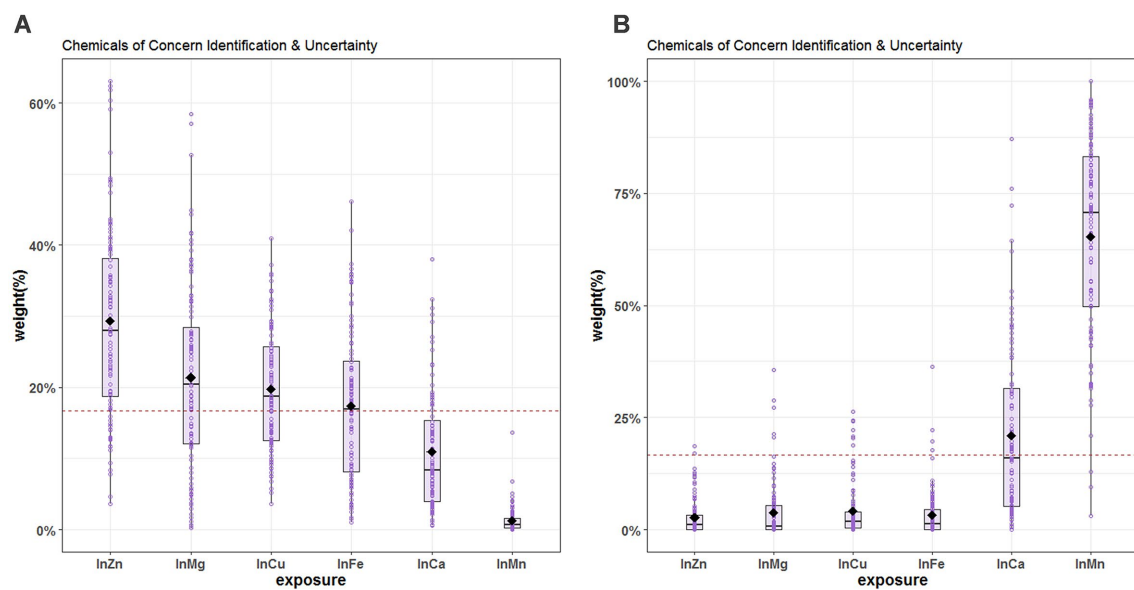 A
Chemicals of Concern Identification & Uncertainty
60%
40%
20%
0%
weight(%)
lnZn lnMg lnCu lnFe lnCa lnMn
exposure
B
Chemicals of Concern Identification & Uncertainty
100%
75%
50%
25%
0%
weight(%)
lnZn lnMg lnCu lnFe lnCa lnMn
exposure